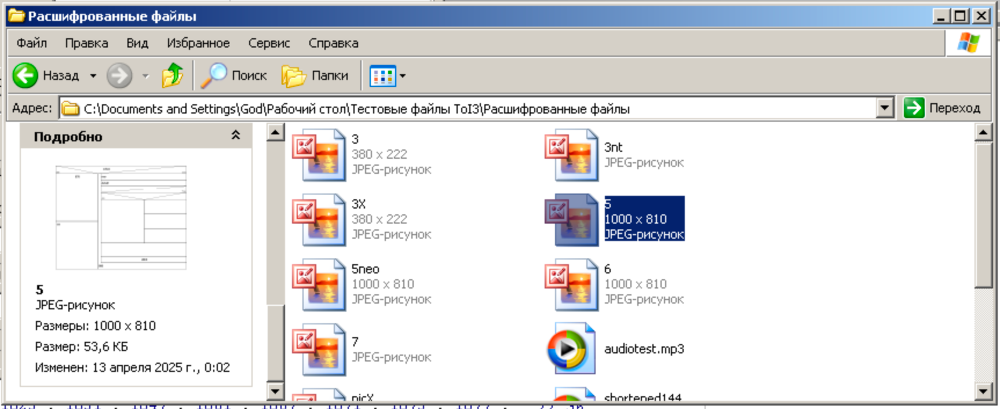 Расшифрованные файлы
Файл Правка Вид Избранное Сервис Справка
Назад Поиск Папки
Адрес: C:\Documents and Settings\God\Рабочий стол\Тестовые файлы ToI3\Расшифрованные файлы Переход
Подробно
5
JPEG-рисунок
Размеры: 1000 x 810
Размер: 53,6 КБ
Изменен: 13 апреля 2025 г., 0:02
3
380 x 222
JPEG-рисунок
3nt
JPEG-рисунок
3X
380 x 222
JPEG-рисунок
5
1000 x 810
JPEG-рисунок
5neo
1000 x 810
JPEG-рисунок
6
1000 x 810
JPEG-рисунок
7
JPEG-рисунок
audiotest.mp3
picX
shortened144